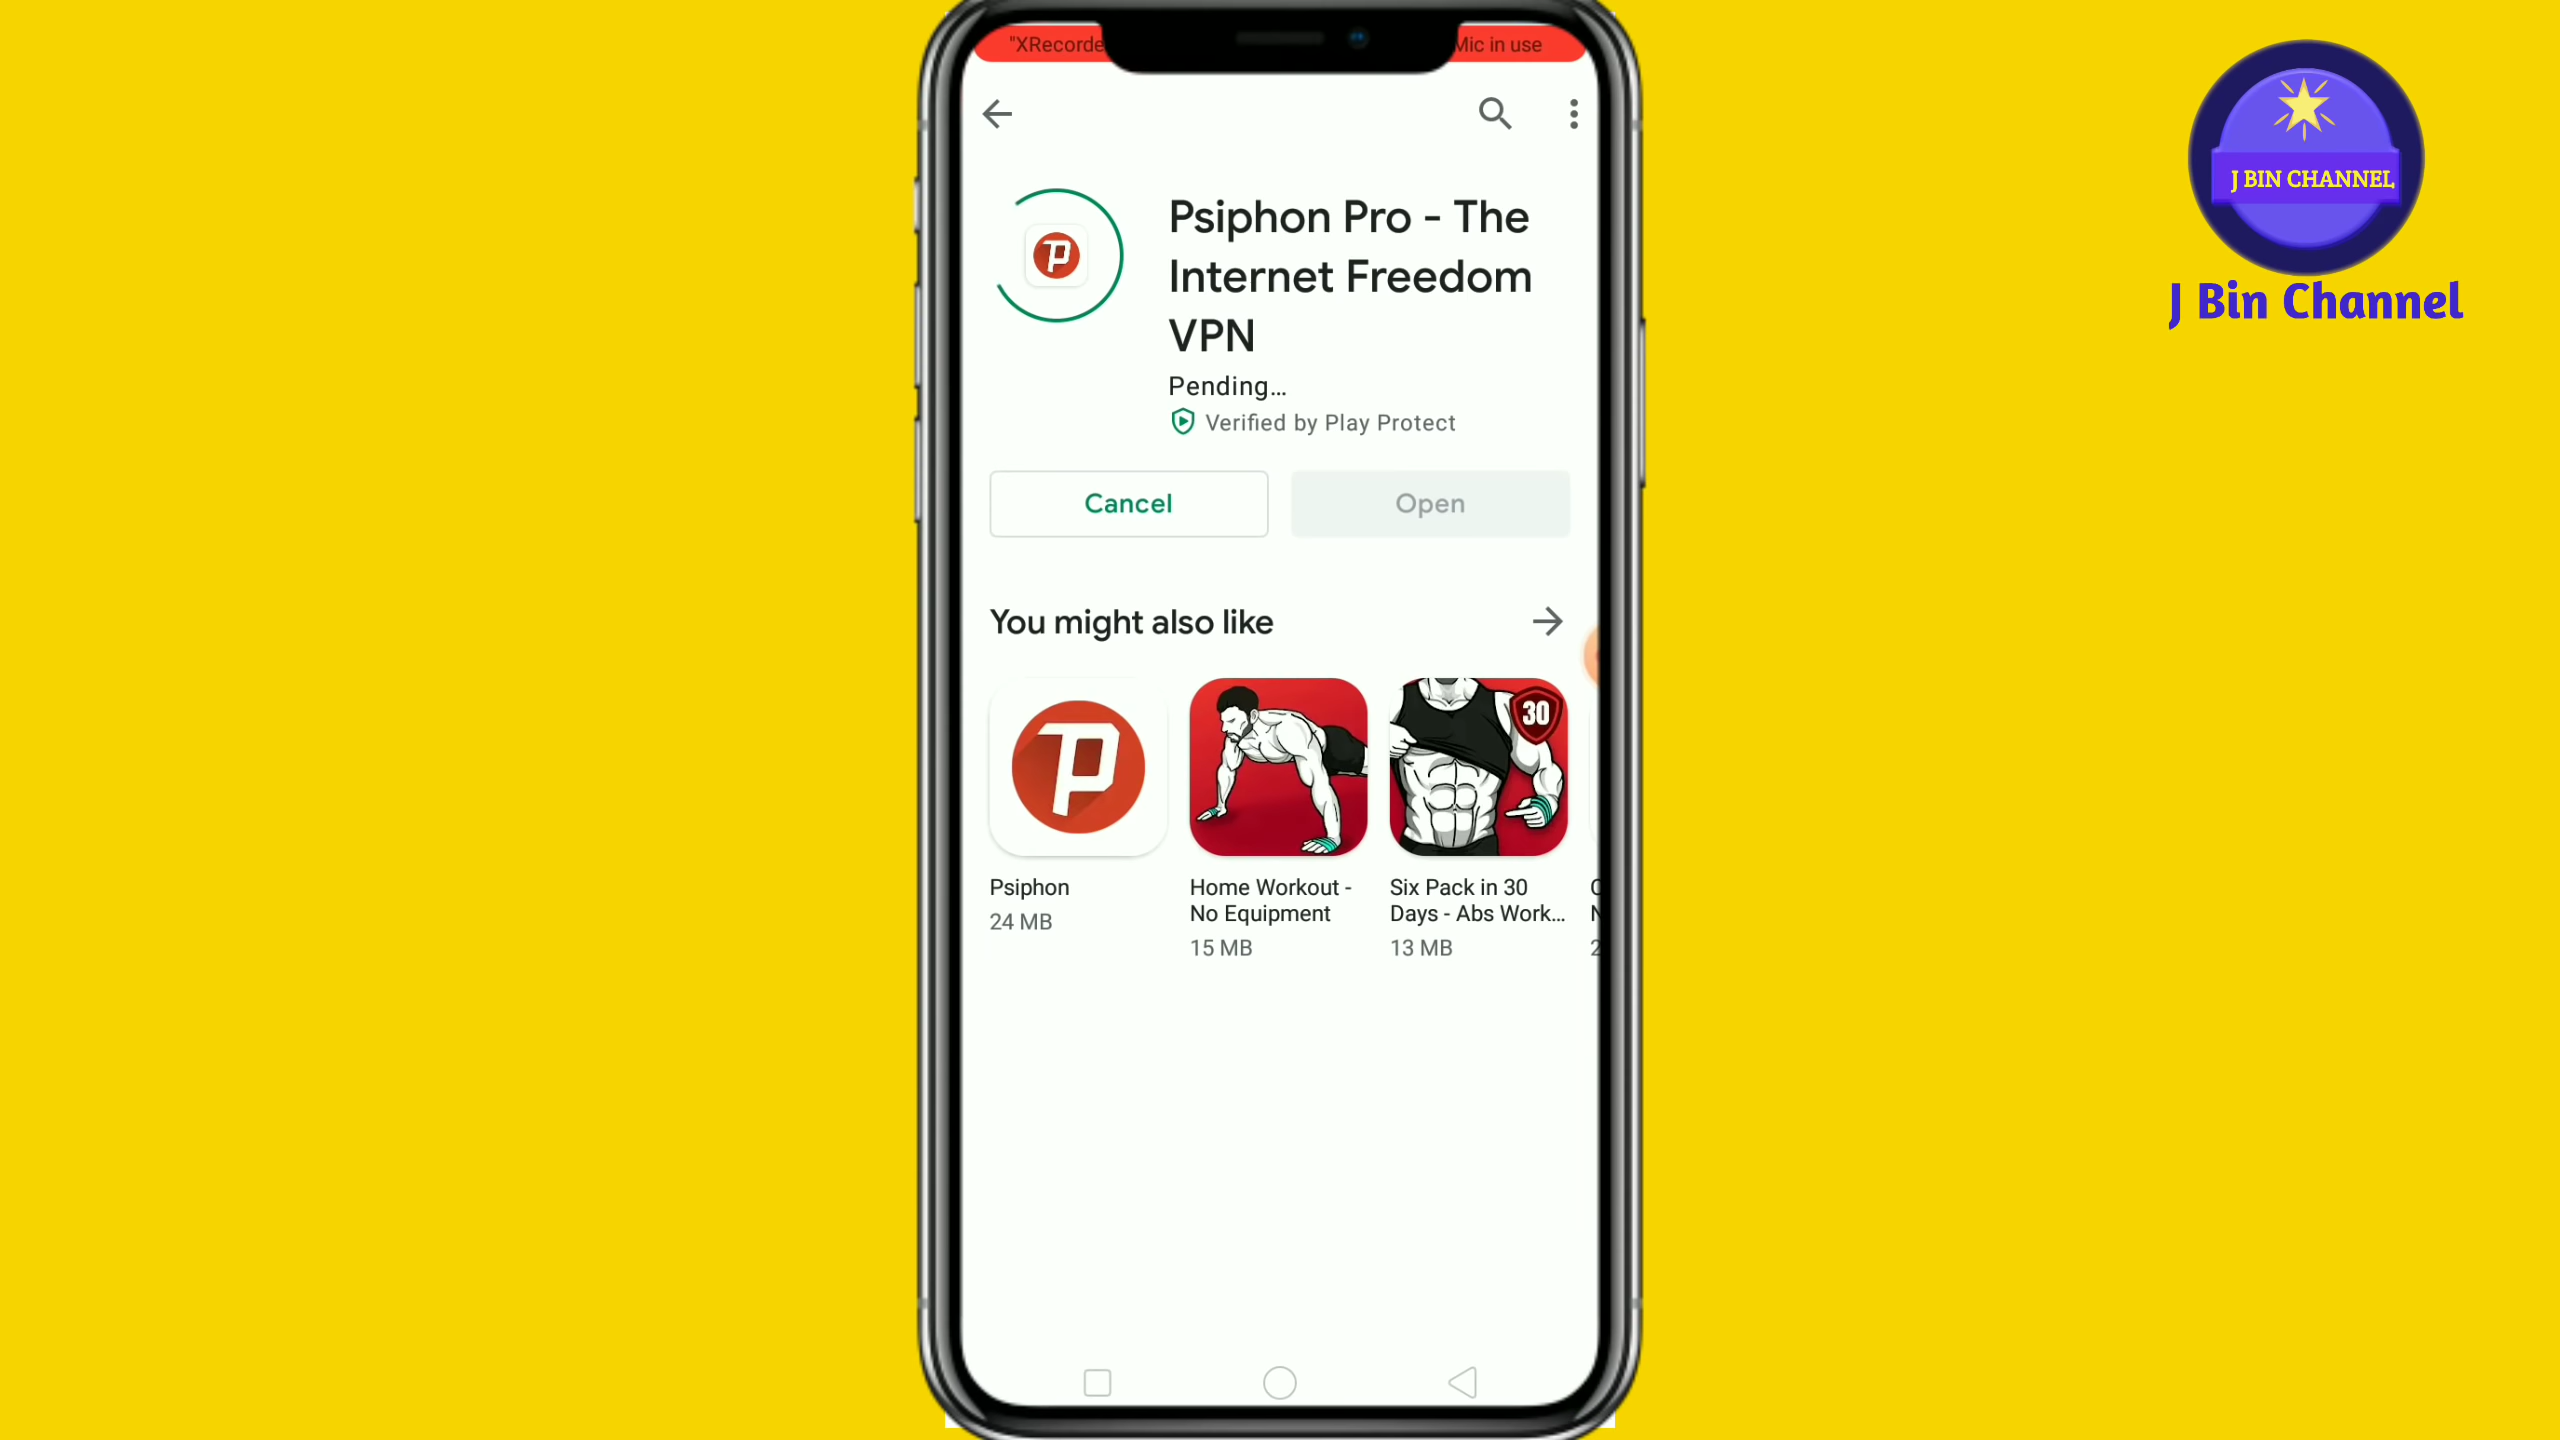 "XRecorde
Mic in use
J BIN CHANNEL
J Bin Channel
Psiphon Pro - The
Internet Freedom
VPN
Pending...
Verified by Play Protect
Cancel
Open
You might also like
30
Psiphon
24 MB
Home Workout -
No Equipment
15 MB
Six Pack in 30
Days - Abs Work...
13 MB